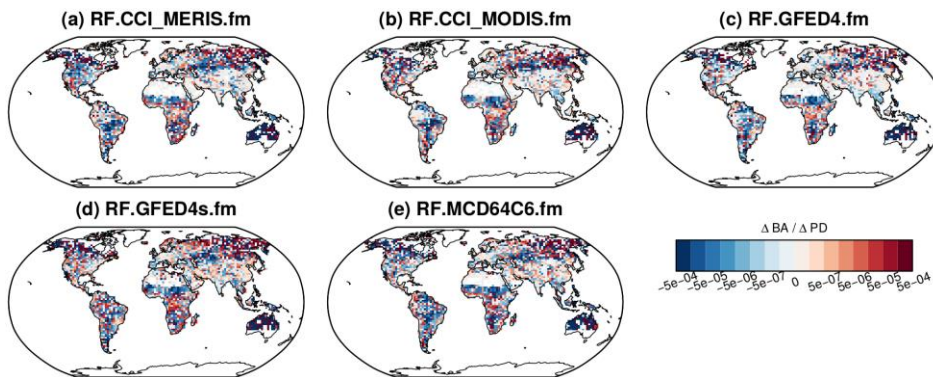 (a) RF.CCI_MERIS.fm
(b) RF.CCI_MODIS.fm
(c) RF.GFED4.fm
(d) RF.GFED4s.fm
(e) RF.MCD64C6.fm
Δ BA / Δ PD
−5e−04 −5e−05 −5e−06 −5e−07 0 5e−07 5e−06 5e−05 5e−04